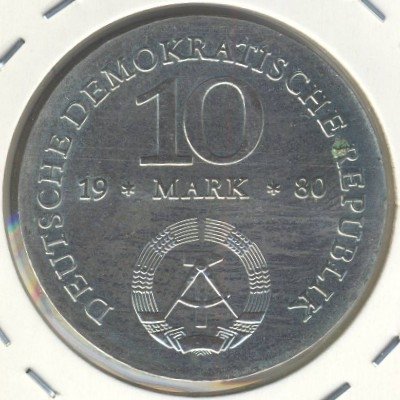 DEUTSCHE DEMOKRATISCHE REPUBLIK
10
19 * MARK * 80